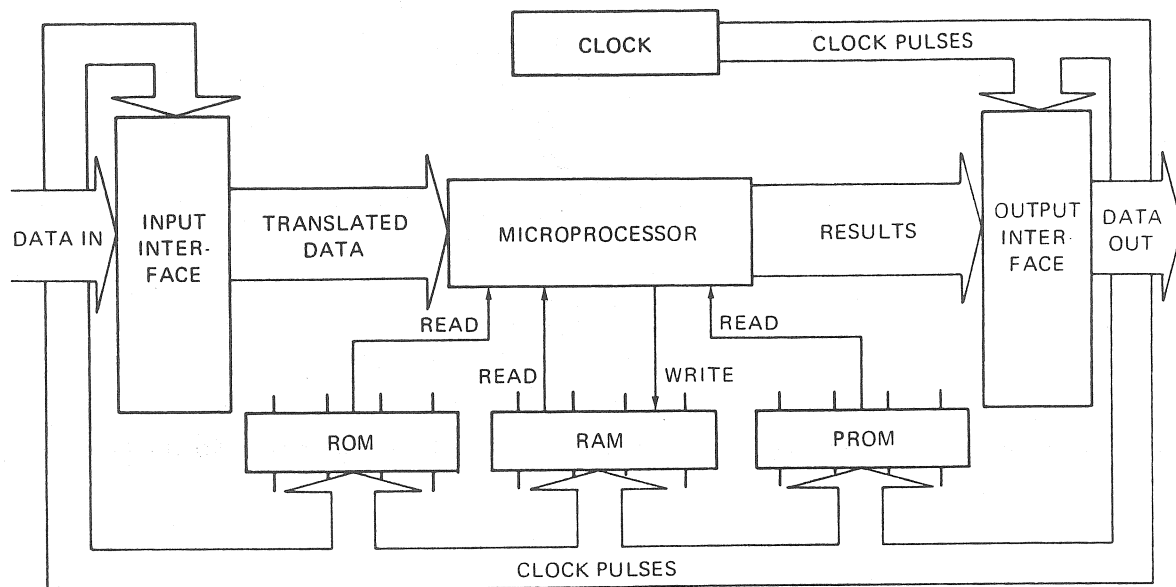 CLOCK
CLOCK PULSES
DATA IN
INPUT
INTER-
FACE
TRANSLATED
DATA
MICROPROCESSOR
RESULTS
OUTPUT
INTER-
FACE
DATA
OUT
READ
READ
WRITE
READ
ROM
RAM
PROM
CLOCK PULSES